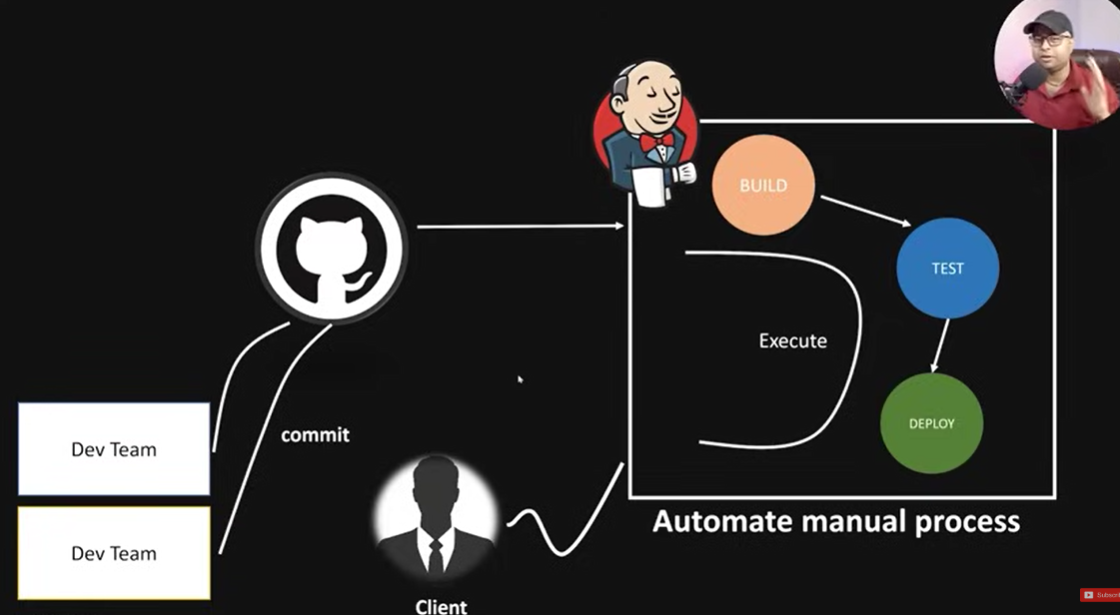 BUILD
TEST
Execute
DEPLOY
commit
Dev Team
Dev Team
Automate manual process
Client